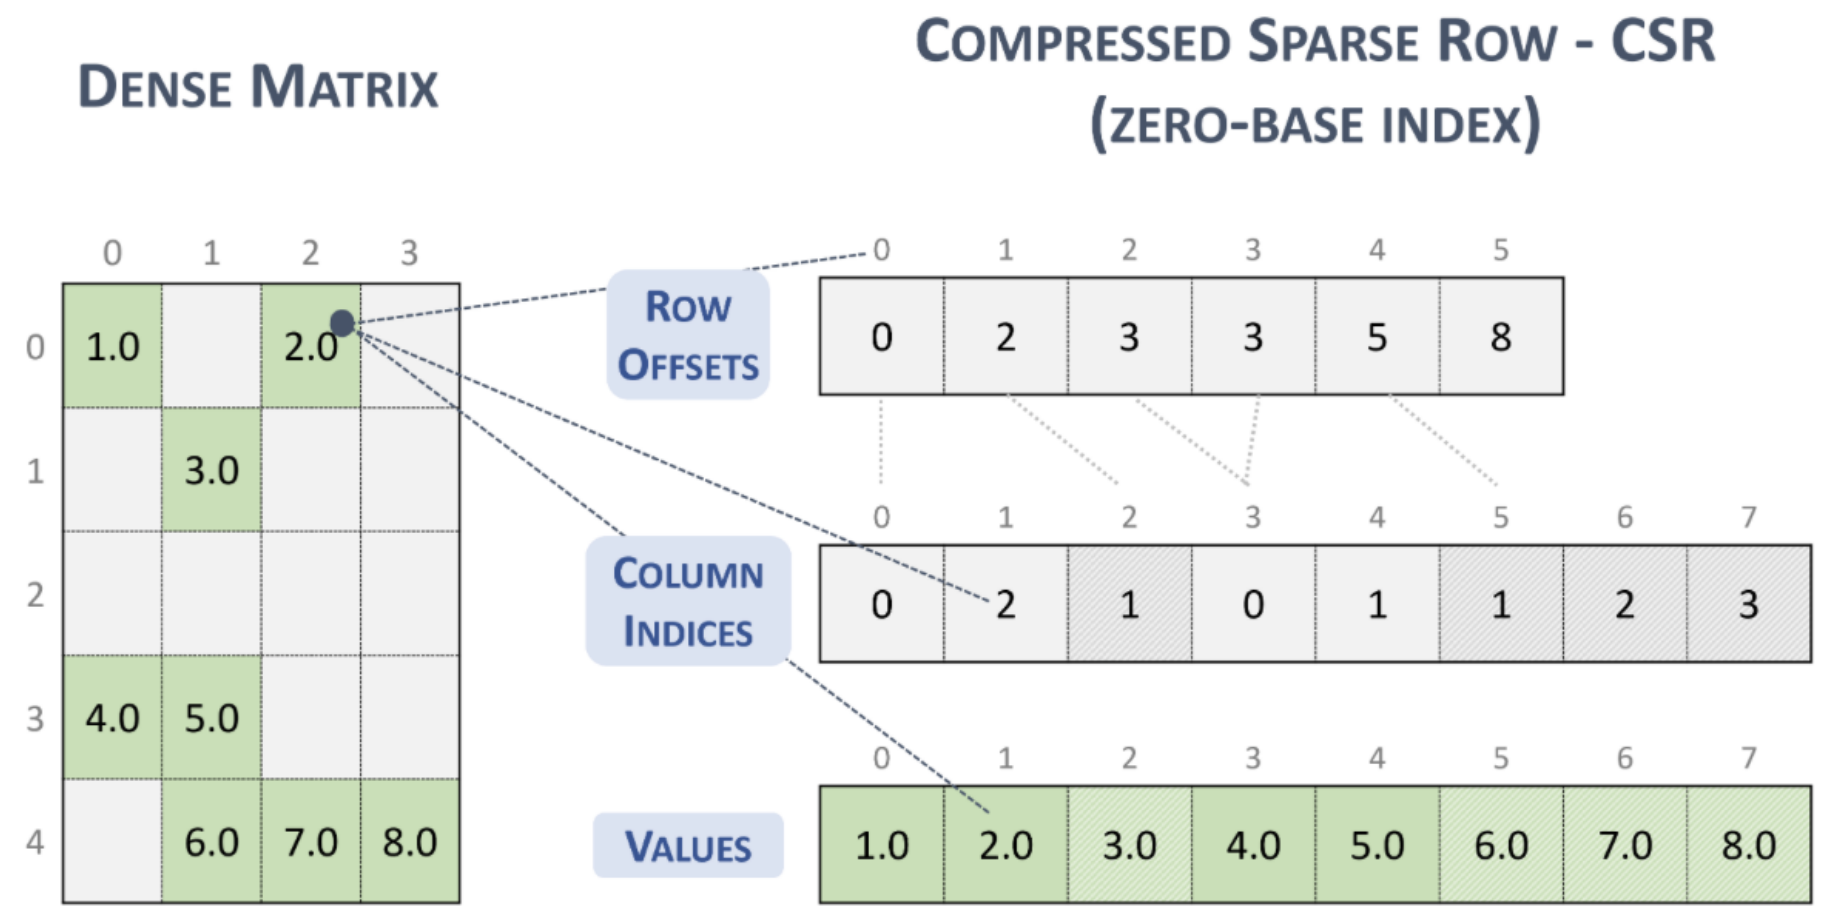 DENSE MATRIX
COMPRESSED SPARSE ROW - CSR
(ZERO-BASE INDEX)
0 1 2 3
0 1.0 2.0
1 3.0
2
3 4.0 5.0
4 6.0 7.0 8.0
ROW
OFFSETS
0 1 2 3 4 5
0 2 3 3 5 8
COLUMN
INDICES
0 1 2 3 4 5 6 7
0 2 1 0 1 1 2 3
VALUES
0 1 2 3 4 5 6 7
1.0 2.0 3.0 4.0 5.0 6.0 7.0 8.0